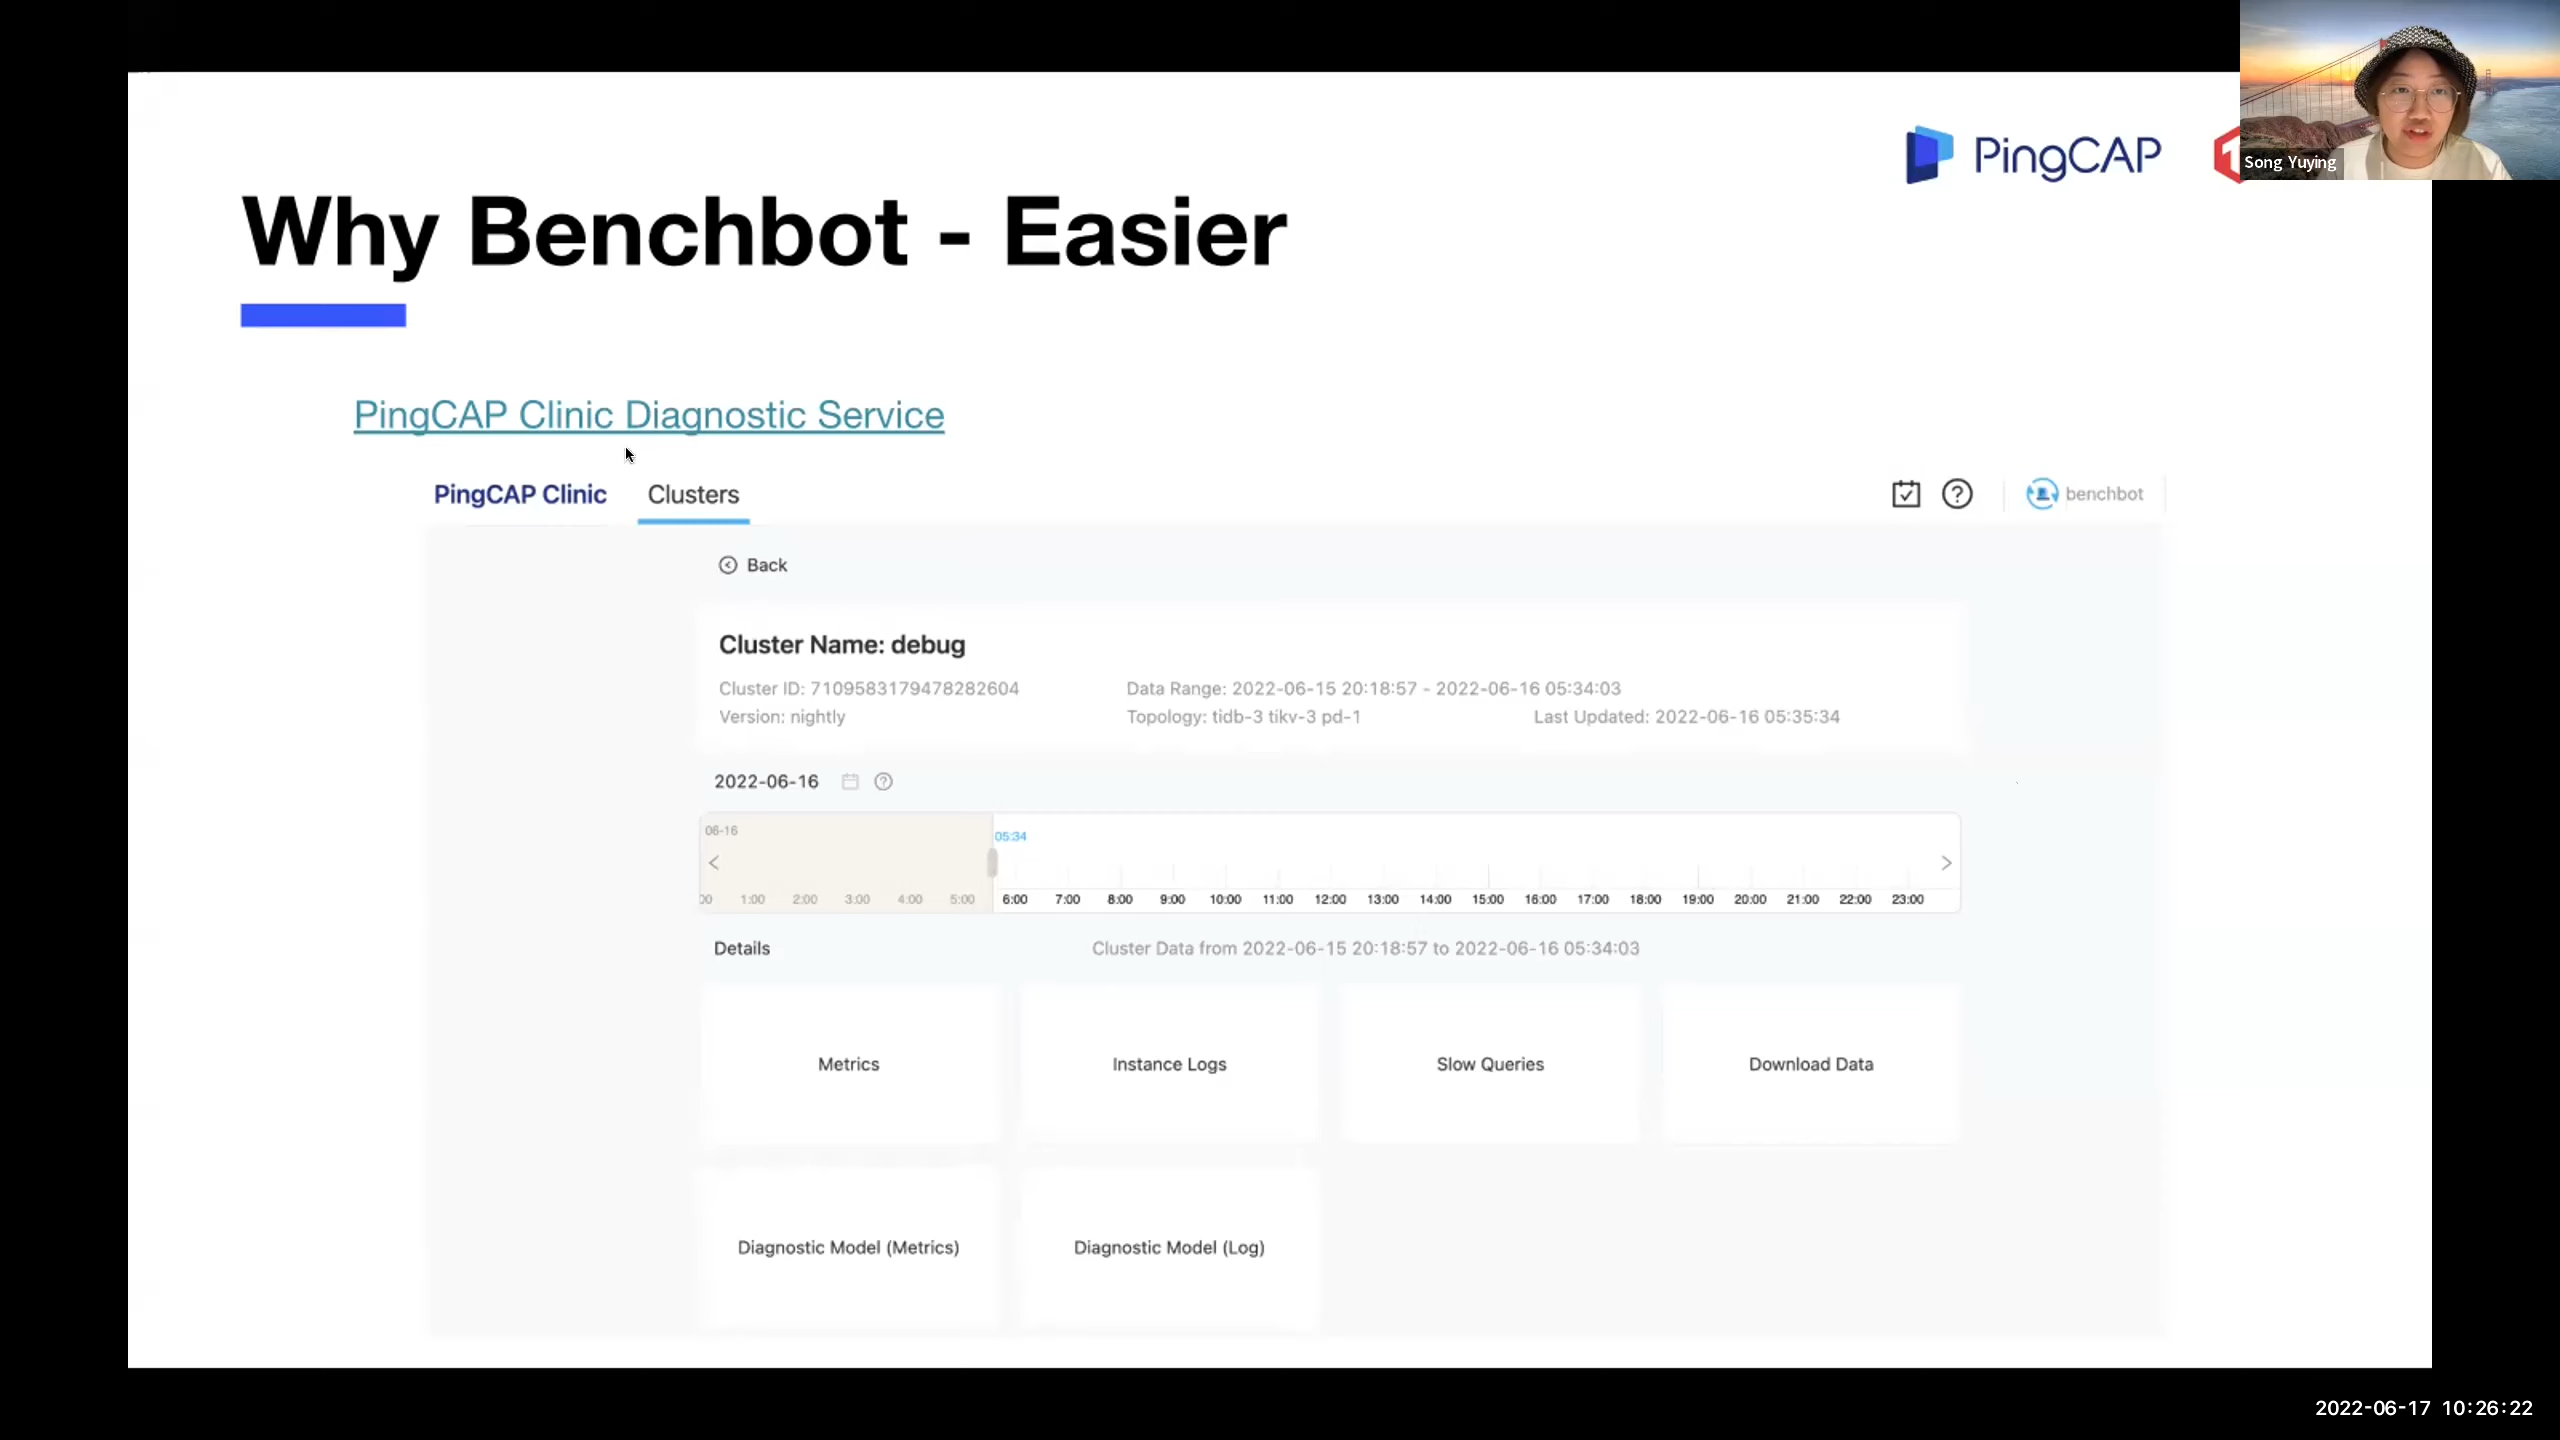 PingCAP
Song Yuying
Why Benchbot - Easier
PingCAP Clinic Diagnostic Service
PingCAP Clinic Clusters benchbot
Back
Cluster Name: debug
Cluster ID: 7109583179478282604 Data Range: 2022-06-15 20:18:57 - 2022-06-16 05:34:03
Version: nightly Topology: tidb-3 tikv-3 pd-1 Last Updated: 2022-06-16 05:35:34
2022-06-16
06-16
05:34
1:00 2:00 3:00 4:00 5:00 6:00 7:00 8:00 9:00 10:00 11:00 12:00 13:00 14:00 15:00 16:00 17:00 18:00 19:00 20:00 21:00 22:00 23:00
Details Cluster Data from 2022-06-15 20:18:57 to 2022-06-16 05:34:03
Metrics Instance Logs Slow Queries Download Data
Diagnostic Model (Metrics) Diagnostic Model (Log)
2022-06-17 10:26:22